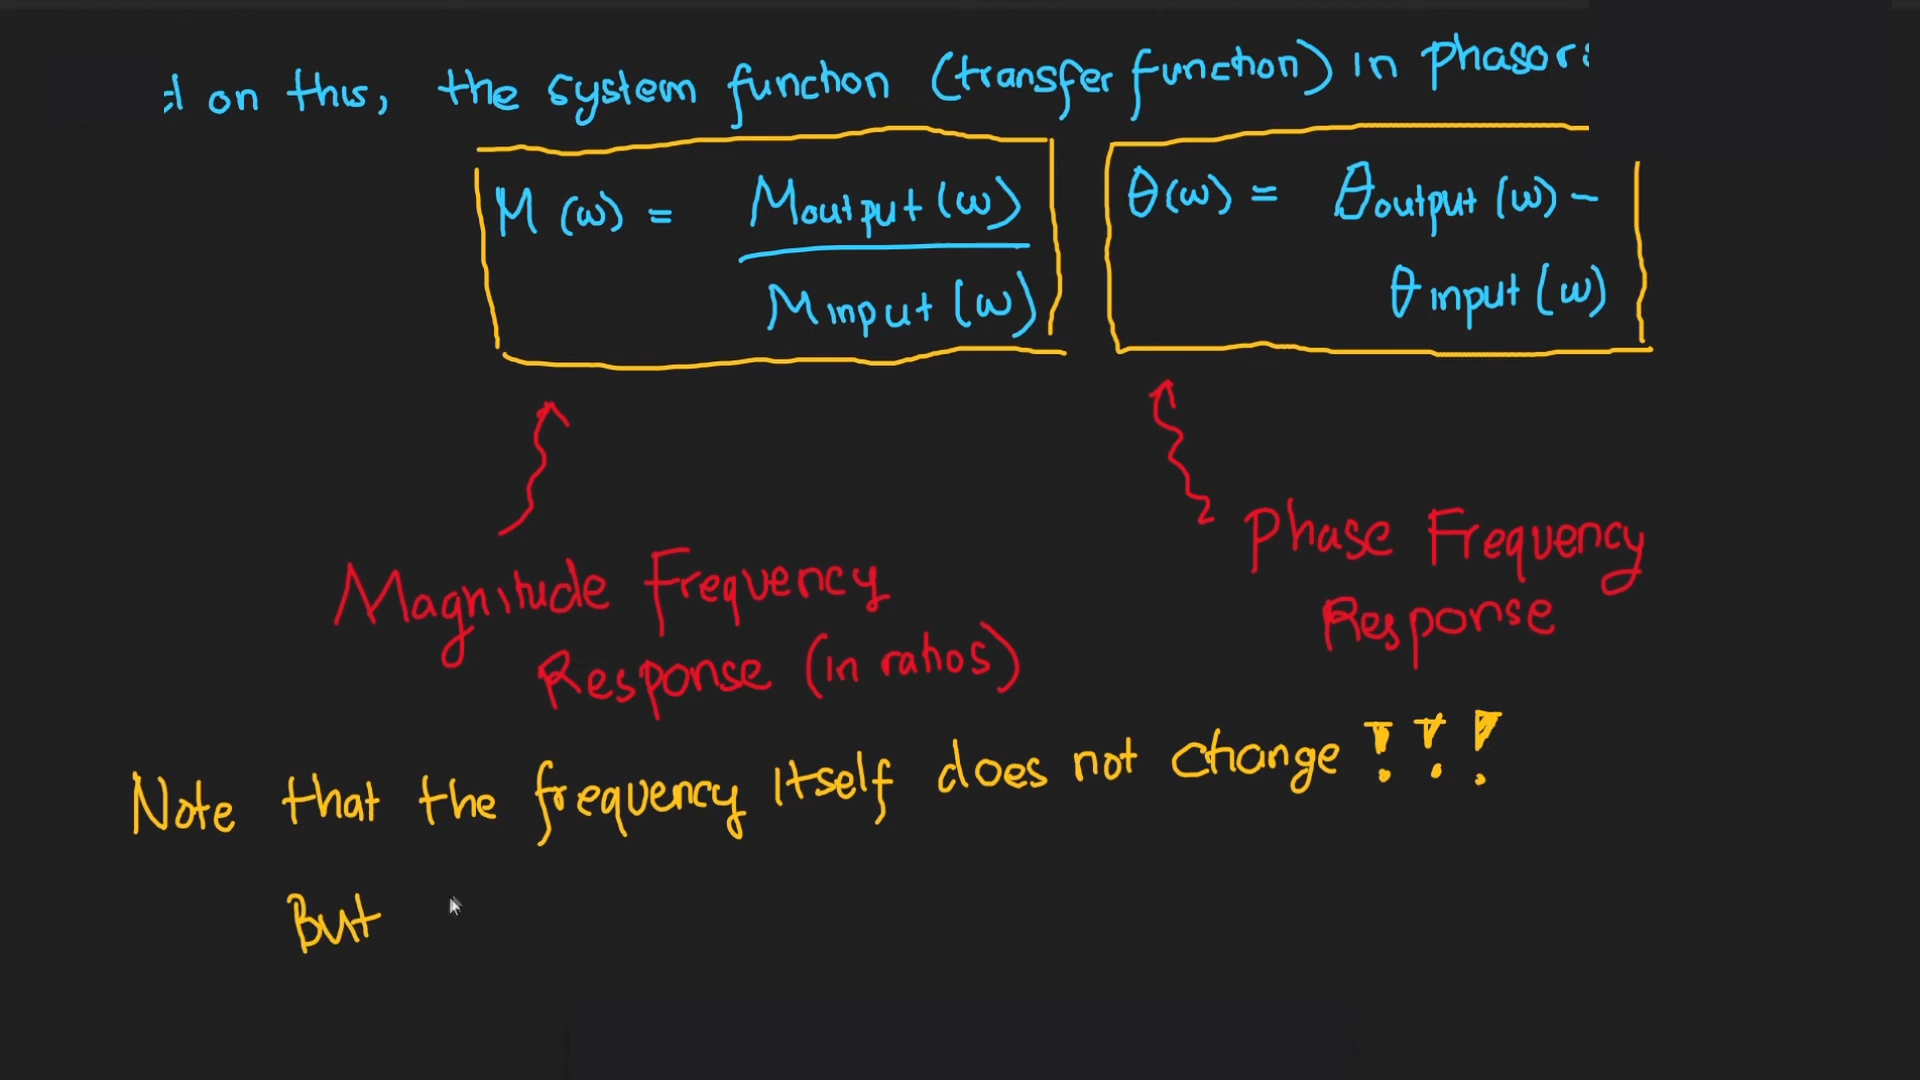 on this, the system function (transfer function) in phasors
M(ω) = Moutput(ω) / Minput(ω)
θ(ω) = θoutput(ω) - θinput(ω)
Magnitude Frequency
Response (in ratios)
Phase Frequency
Response
Note that the frequency itself does not change!!!
But